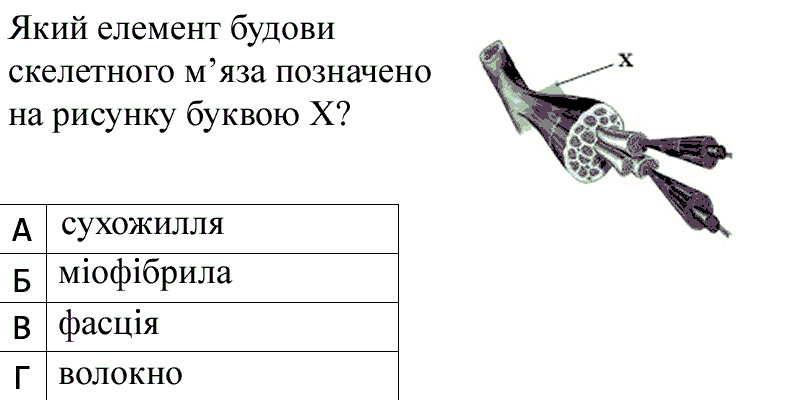 Який елемент будови
скелетного м’яза позначено
на рисунку буквою Х?
х
А сухожилля
Б міофібрила
В фасція
Г волокно